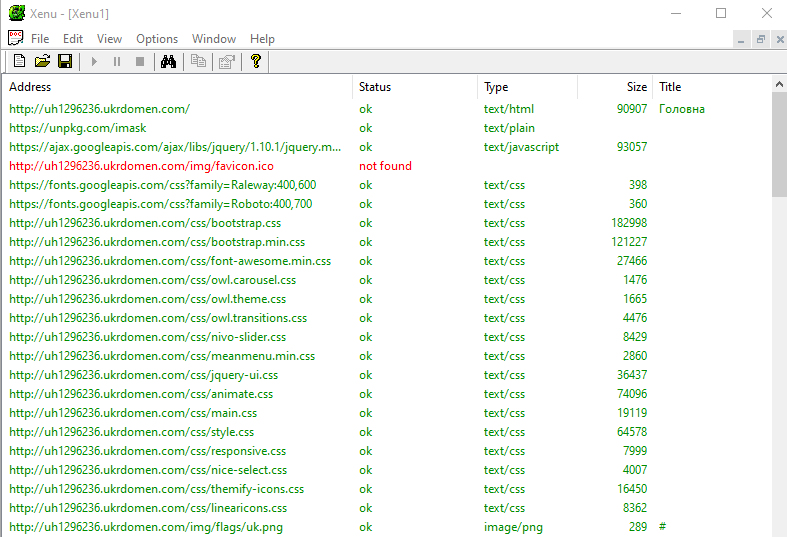 Xenu - [Xenu1]
DOC File Edit View Options Window Help
Address Status Type Size Title
http://uh1296236.ukrdomen.com/ ok text/html 90907 Головна
https://unpkg.com/imask ok text/plain
https://ajax.googleapis.com/ajax/libs/jquery/1.10.1/jquery.m... ok text/javascript 93057
http://uh1296236.ukrdomen.com/img/favicon.ico not found
https://fonts.googleapis.com/css?family=Raleway:400,600 ok text/css 398
https://fonts.googleapis.com/css?family=Roboto:400,700 ok text/css 360
http://uh1296236.ukrdomen.com/css/bootstrap.css ok text/css 182998
http://uh1296236.ukrdomen.com/css/bootstrap.min.css ok text/css 121227
http://uh1296236.ukrdomen.com/css/font-awesome.min.css ok text/css 27466
http://uh1296236.ukrdomen.com/css/owl.carousel.css ok text/css 1476
http://uh1296236.ukrdomen.com/css/owl.theme.css ok text/css 1665
http://uh1296236.ukrdomen.com/css/owl.transitions.css ok text/css 4476
http://uh1296236.ukrdomen.com/css/nivo-slider.css ok text/css 8429
http://uh1296236.ukrdomen.com/css/meanmenu.min.css ok text/css 2860
http://uh1296236.ukrdomen.com/css/jquery-ui.css ok text/css 36437
http://uh1296236.ukrdomen.com/css/animate.css ok text/css 74096
http://uh1296236.ukrdomen.com/css/main.css ok text/css 19119
http://uh1296236.ukrdomen.com/css/style.css ok text/css 64578
http://uh1296236.ukrdomen.com/css/responsive.css ok text/css 7999
http://uh1296236.ukrdomen.com/css/nice-select.css ok text/css 4007
http://uh1296236.ukrdomen.com/css/themify-icons.css ok text/css 16450
http://uh1296236.ukrdomen.com/css/linearicons.css ok text/css 8362
http://uh1296236.ukrdomen.com/img/flags/uk.png ok image/png 289 #